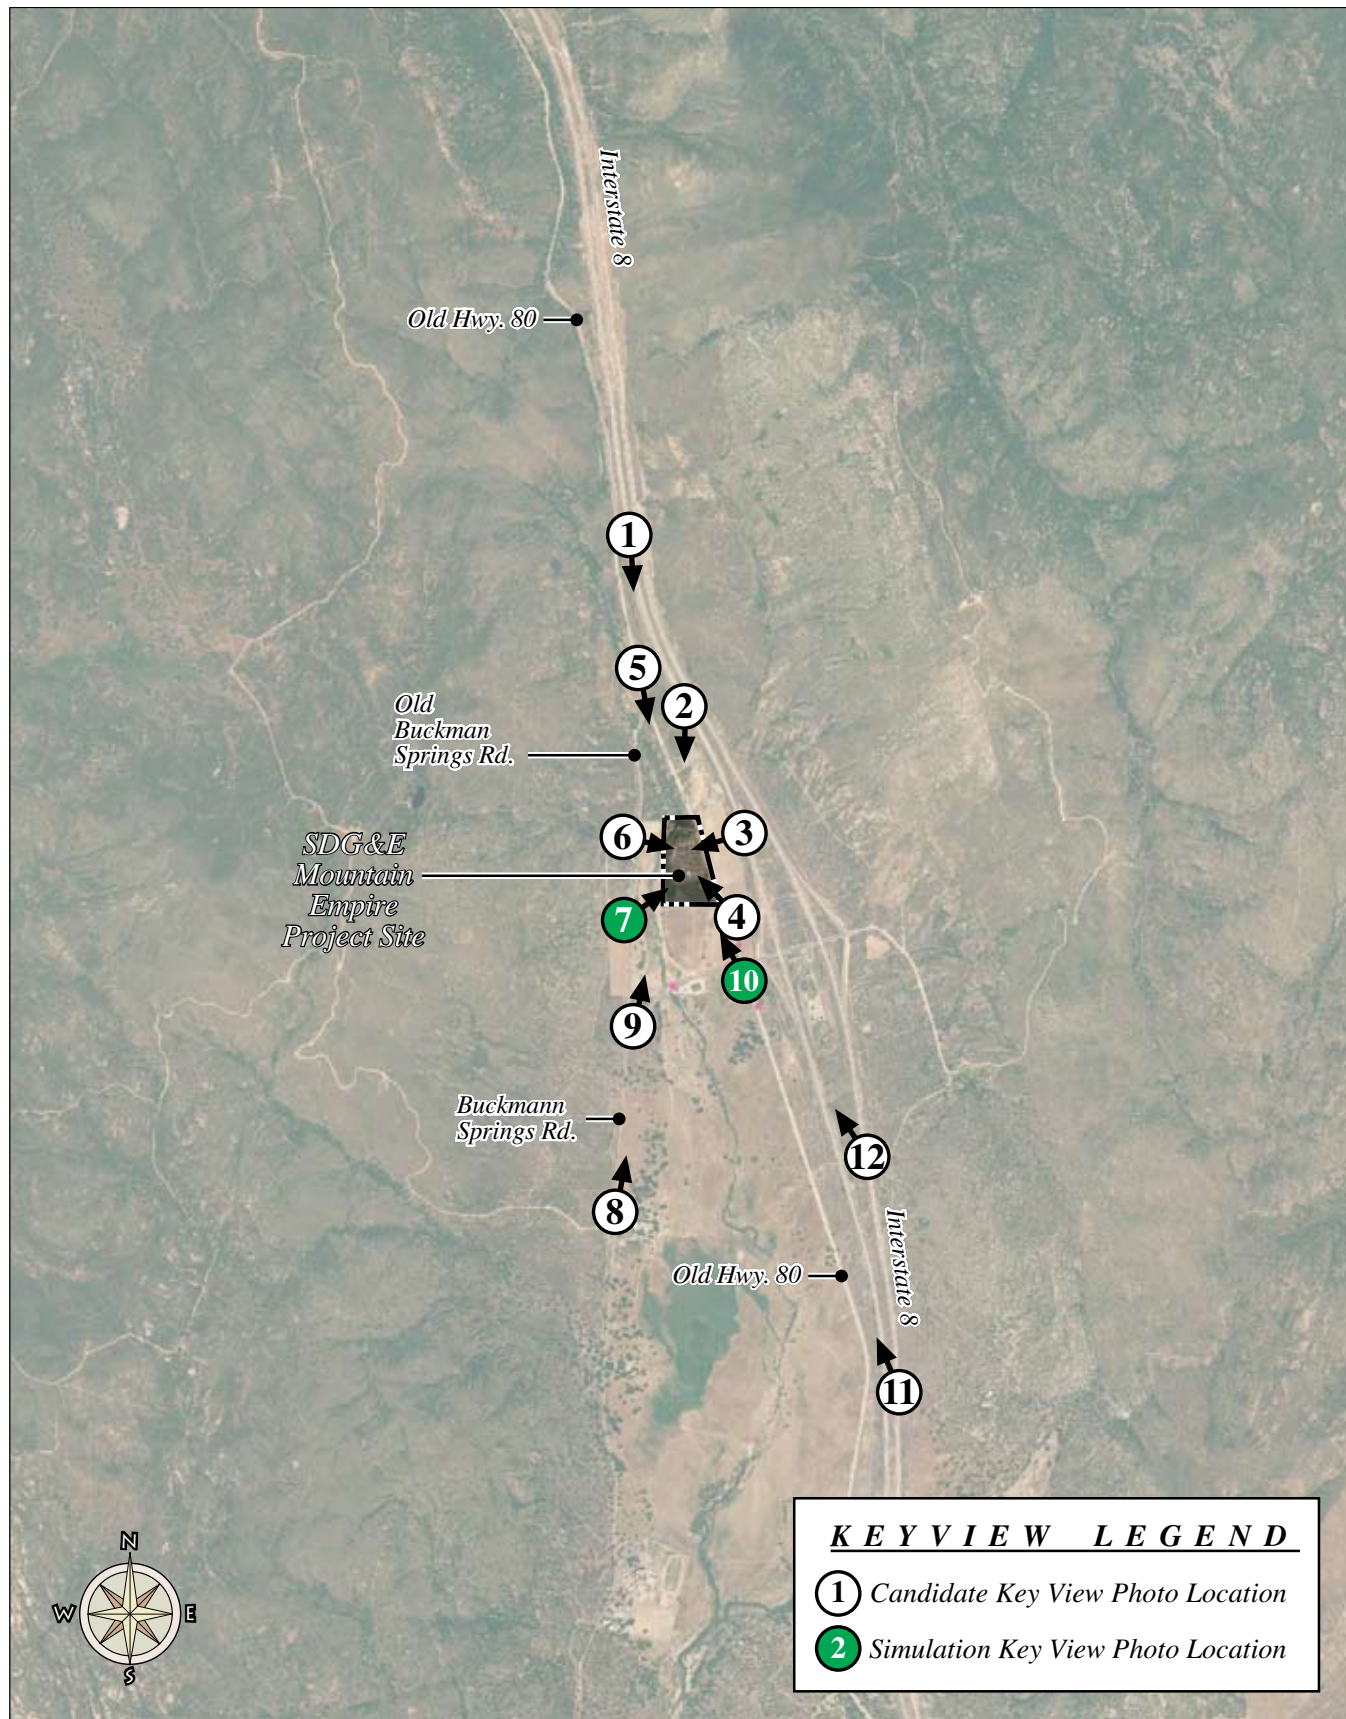 Interstate 8
Old Hwy. 80
1
5
2
Old
Buckman
Springs Rd.
6
3
SDG&E
Mountain
Empire
Project Site
7
4
10
9
Buckmann
Springs Rd.
12
8
Interstate 8
Old Hwy. 80
11
KEYVIEW LEGEND
1 Candidate Key View Photo Location
2 Simulation Key View Photo Location
N
W E
S